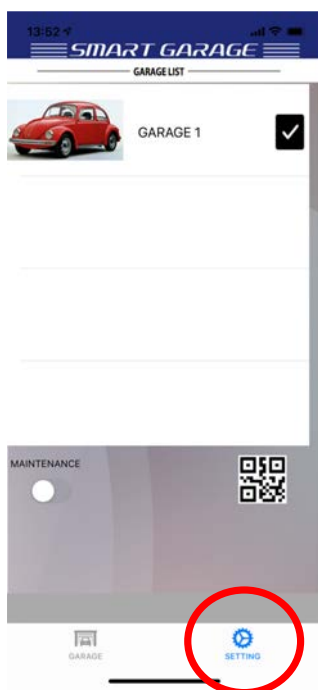 13:52
SMART GARAGE
GARAGE LIST
GARAGE 1
MAINTENANCE
GARAGE
SETTING